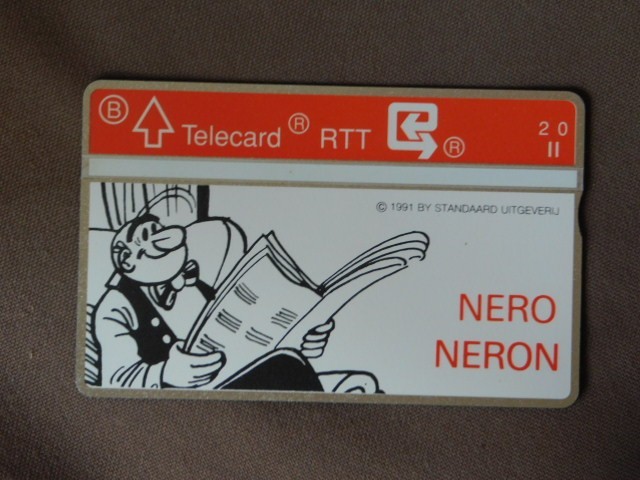 B Telecard ® RTT ® 20
II
© 1991 BY STANDAARD UITGEVERIJ
NERO
NERON